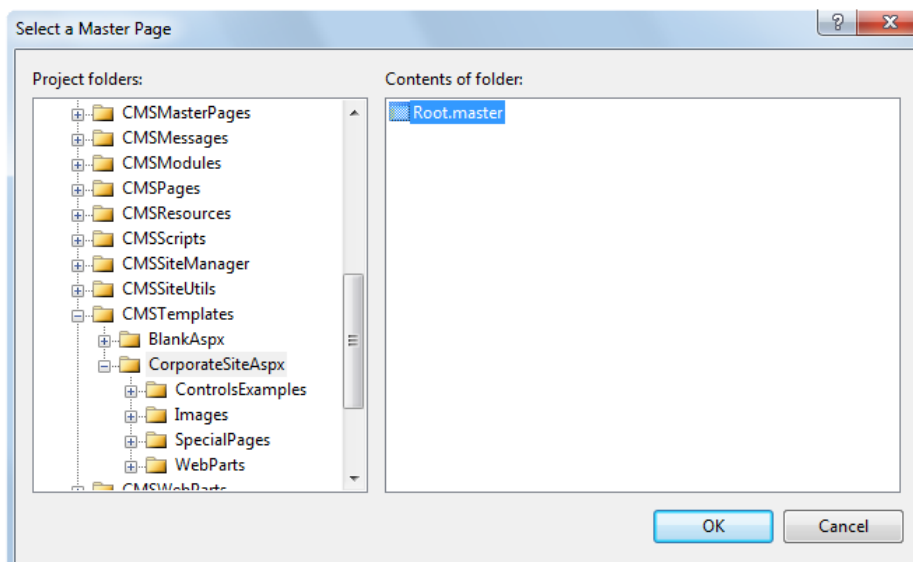 Select a Master Page
Project folders:
CMSMasterPages
CMSMessages
CMSModules
CMSPages
CMSResources
CMSScripts
CMSSiteManager
CMSSiteUtils
CMSTemplates
BlankAspx
CorporateSiteAspx
ControlsExamples
Images
SpecialPages
WebParts
CMSWebParts
Contents of folder:
Root.master
OK
Cancel